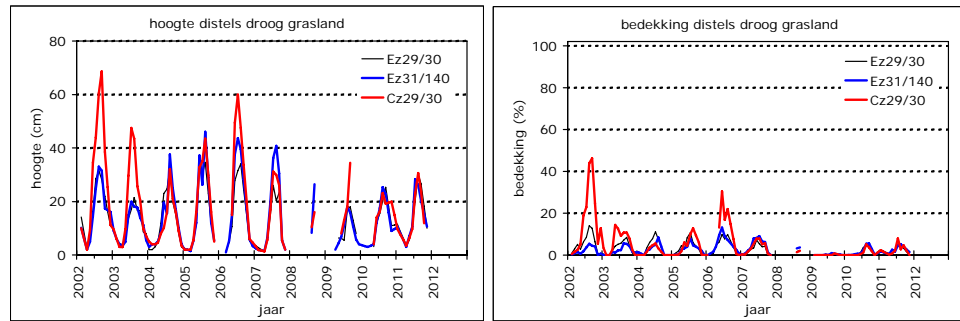 hoogte distels droog grasland
80
60
40
20
0
hoogte (cm)
Ez29/30
Ez31/140
Cz29/30
2002
2003
2004
2005
2006
2007
2008
2009
2010
2011
2012
jaar
bedekking distels droog grasland
100
80
60
40
20
0
bedekking (%)
Ez29/30
Ez31/140
Cz29/30
2002
2003
2004
2005
2006
2007
2008
2009
2010
2011
2012
jaar